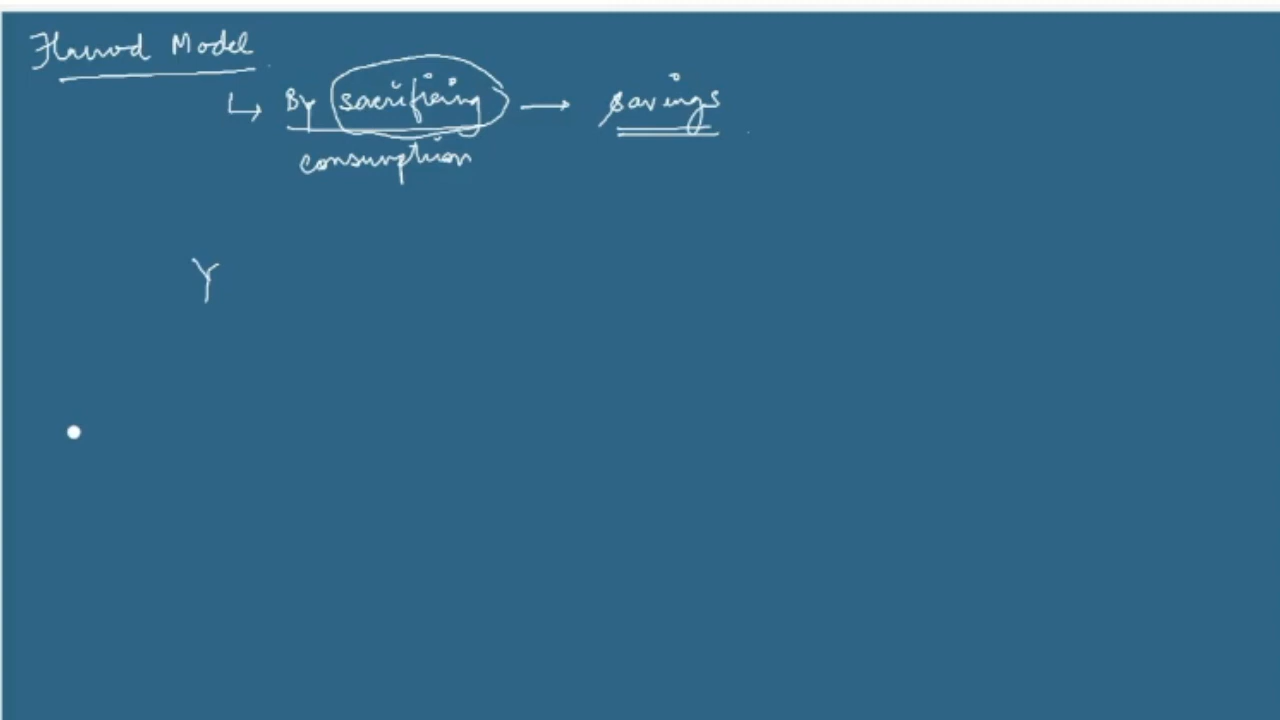 Harrod Model
↳ By sacrificing → savings
consumption
Y